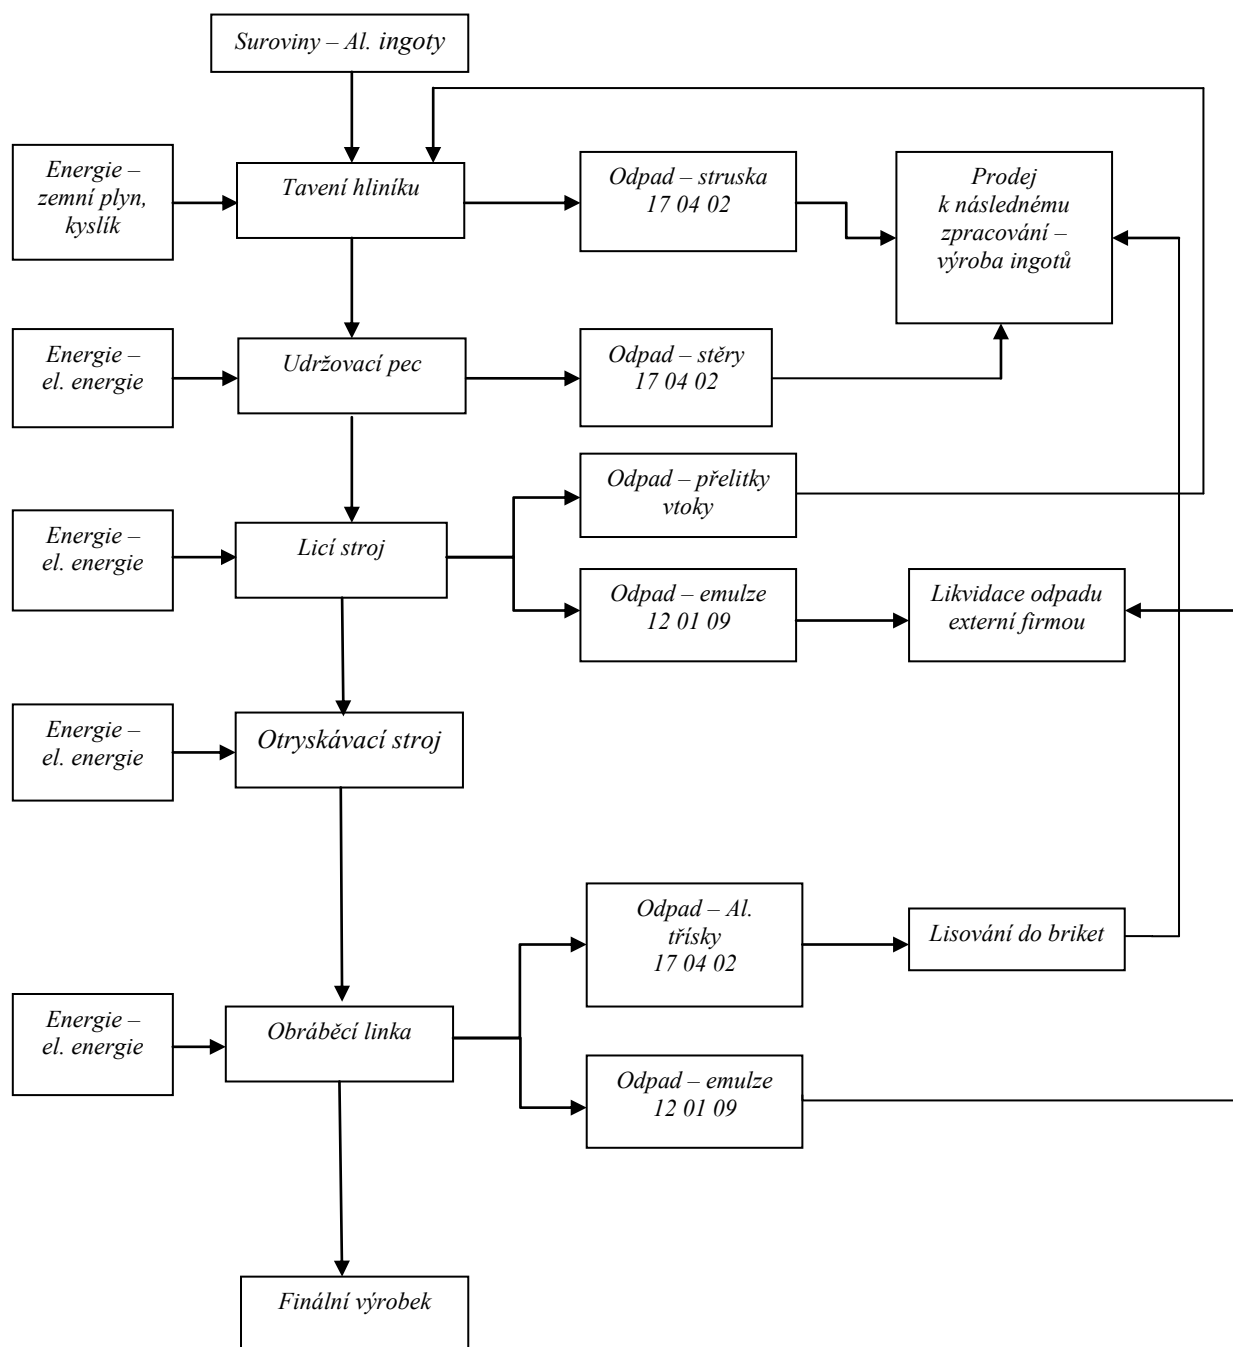 Suroviny – Al. ingoty
Energie –
zemní plyn,
kyslík
Tavení hliníku
Odpad – struska
17 04 02
Prodej
k následnému
zpracování –
výroba ingotů
Energie –
el. energie
Udržovací pec
Odpad – stěry
17 04 02
Odpad – přelitky
vtoky
Energie –
el. energie
Licí stroj
Odpad – emulze
12 01 09
Likvidace odpadu
externí firmou
Energie –
el. energie
Otryskávací stroj
Odpad – Al.
třísky
17 04 02
Lisování do briket
Energie –
el. energie
Obráběcí linka
Odpad – emulze
12 01 09
Finální výrobek